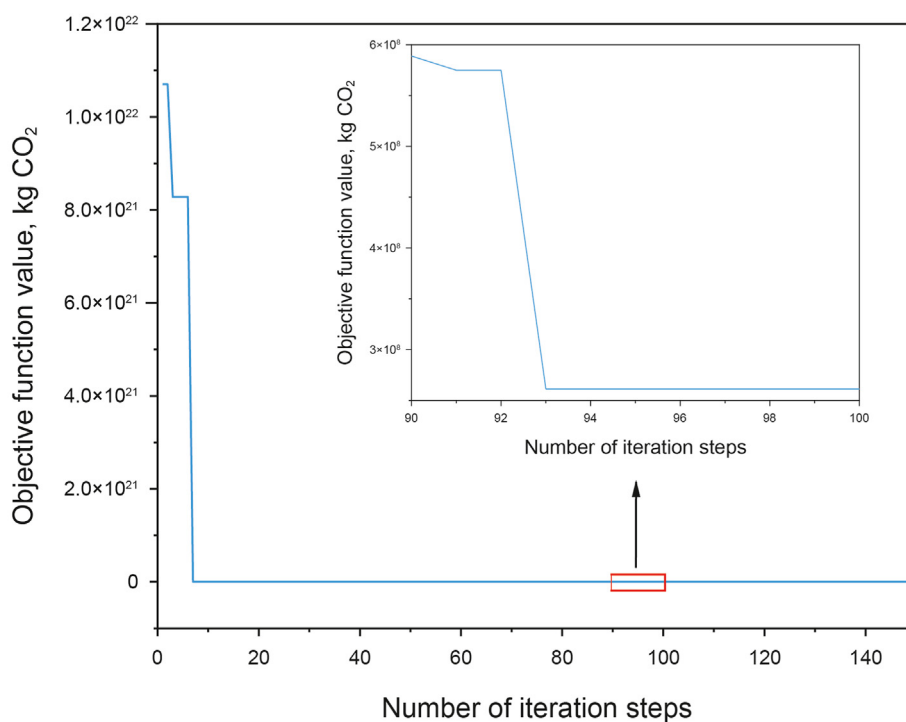 1.2×10²²
1.0×10²²
8.0×10²¹
6.0×10²¹
4.0×10²¹
2.0×10²¹
0
Objective function value, kg CO₂
0 20 40 60 80 100 120 140
Number of iteration steps
6×10⁸
5×10⁸
4×10⁸
3×10⁸
Objective function value, kg CO₂
90 92 94 96 98 100
Number of iteration steps